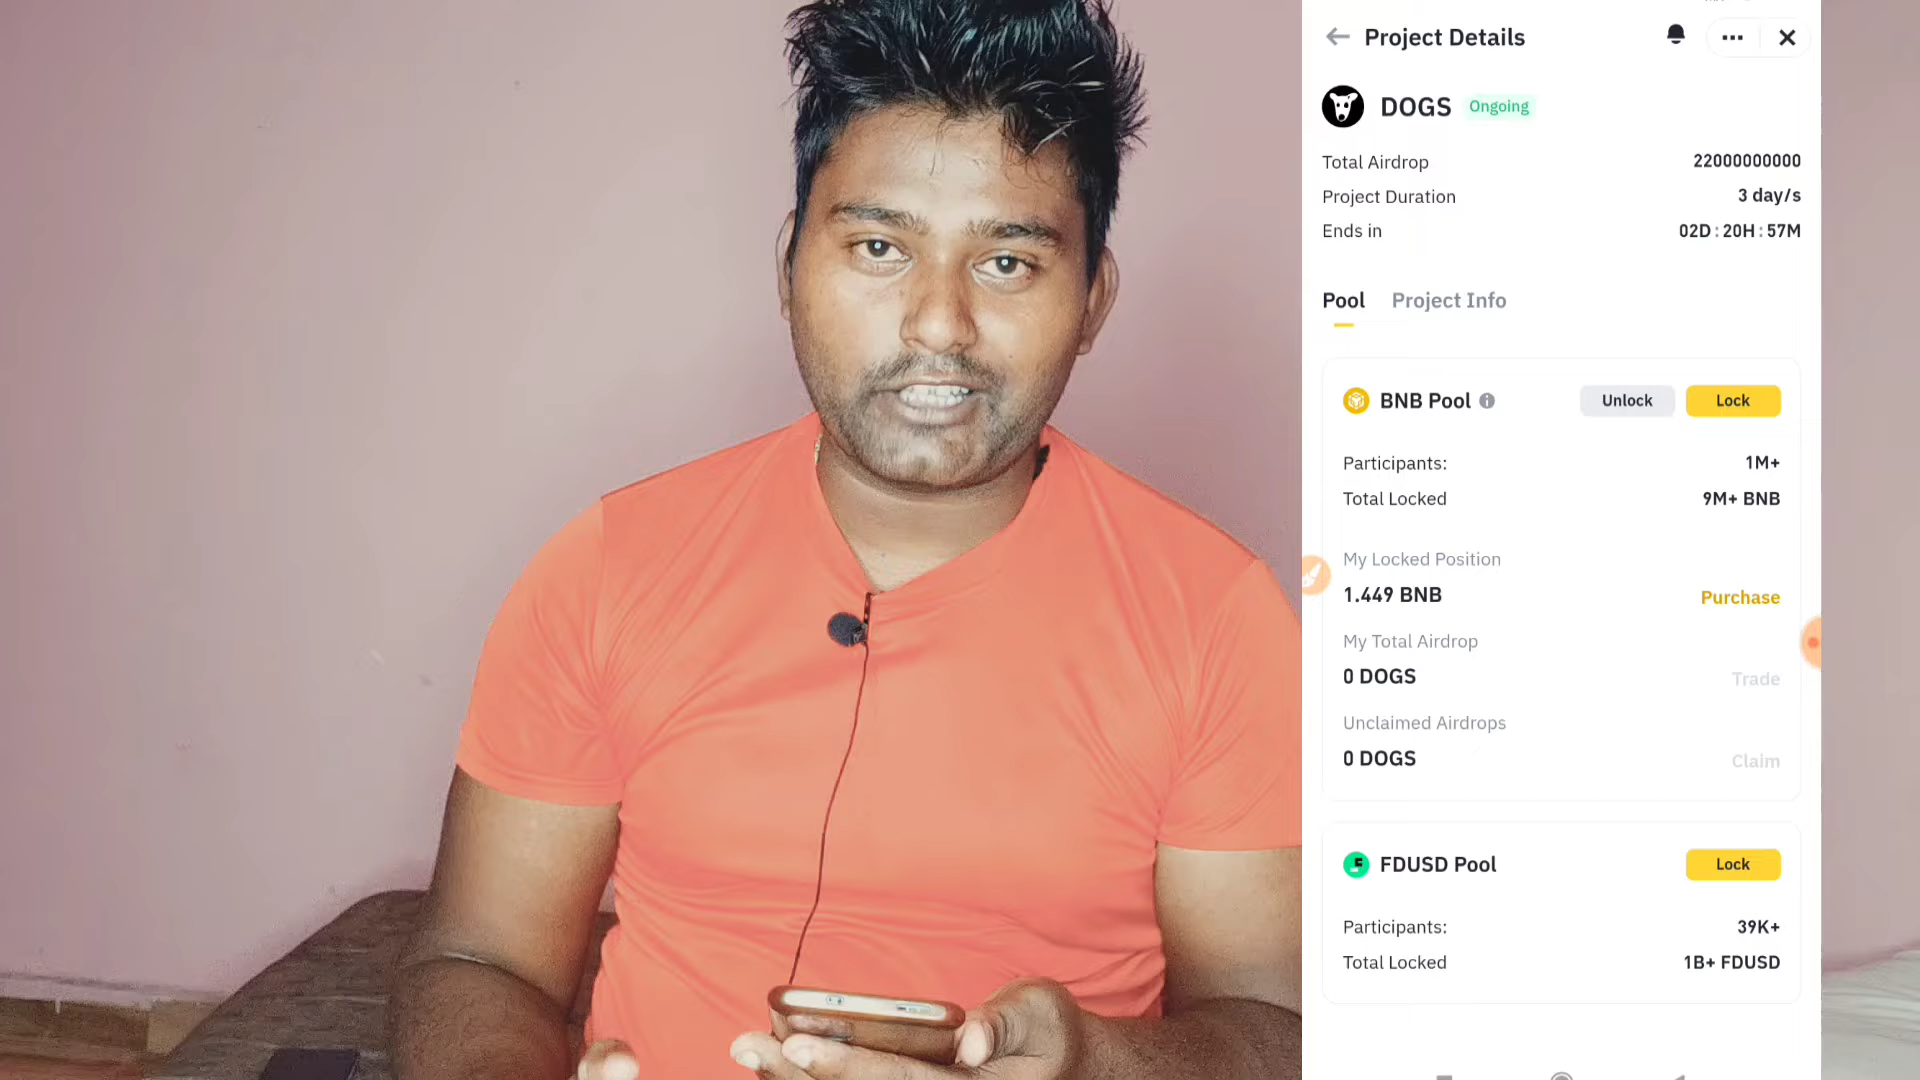 Project Details
DOGS Ongoing
Total Airdrop 22000000000
Project Duration 3 day/s
Ends in 02D : 20H : 57M
Pool Project Info
BNB Pool Unlock Lock
Participants: 1M+
Total Locked 9M+ BNB
My Locked Position
1.449 BNB Purchase
My Total Airdrop
0 DOGS Trade
Unclaimed Airdrops
0 DOGS Claim
FDUSD Pool Lock
Participants: 39K+
Total Locked 1B+ FDUSD